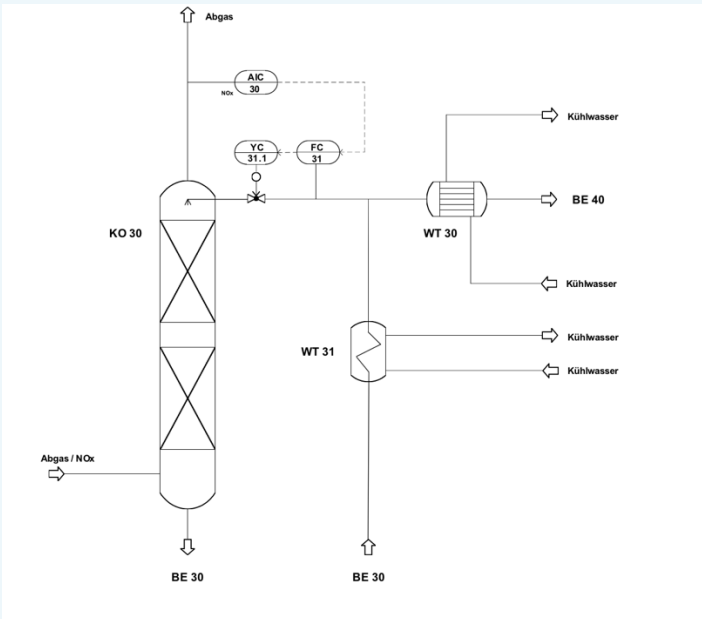 Abgas
AIC
30
NOx
YC
31.1
FC
31
Kühlwasser
BE 40
WT 30
KO 30
Kühlwasser
Kühlwasser
WT 31
Kühlwasser
Abgas / NOx
BE 30
BE 30